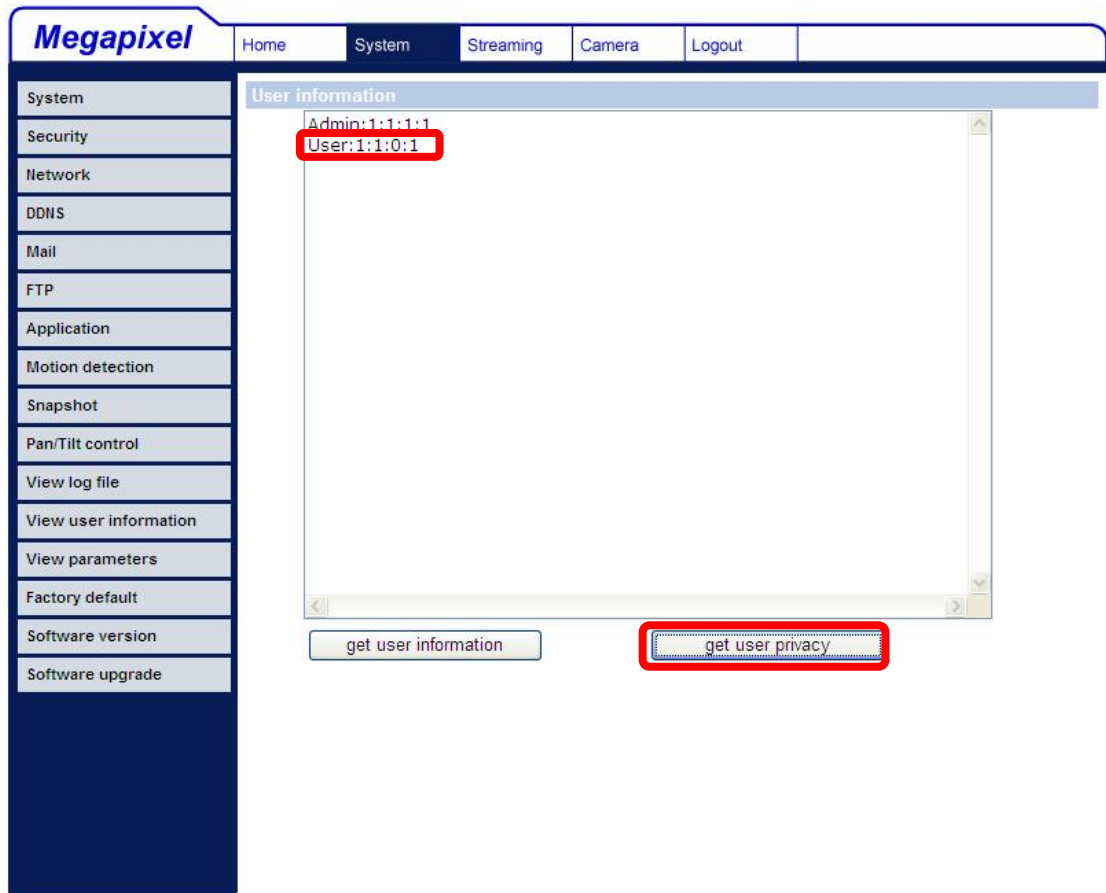 Megapixel
Home System Streaming Camera Logout
System
Security
Network
DDNS
Mail
FTP
Application
Motion detection
Snapshot
Pan/Tilt control
View log file
View user information
View parameters
Factory default
Software version
Software upgrade
User information
Admin:1:1:1:1
User:1:1:0:1
get user information get user privacy